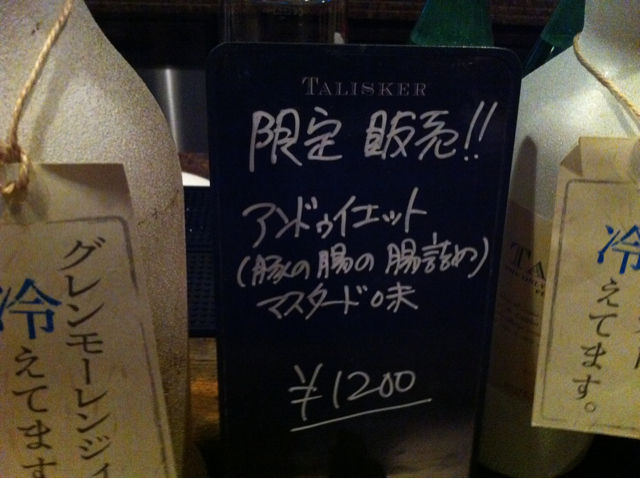 TALISKER
限定 販売!!
アンドゥイエット
(豚の腸の腸詰め)
マスタード味
¥1200
グレンモーレンジィ
冷えてます
冷えてます。